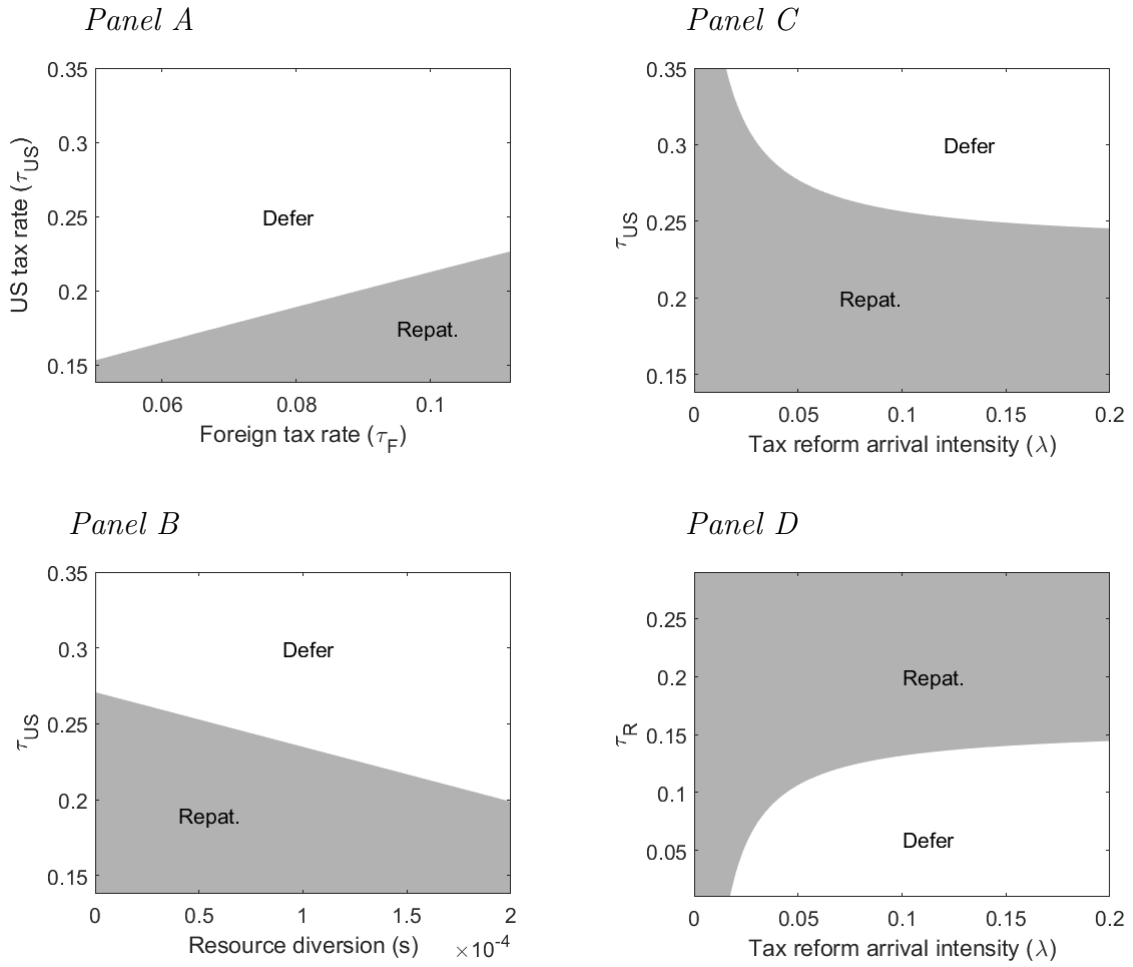 Panel A
0.35
0.3
0.25
0.2
0.15
US tax rate (τ_US)
Defer
Repat.
0.06 0.08 0.1
Foreign tax rate (τ_F)
Panel C
0.35
0.3
0.25
0.2
0.15
τ_US
Defer
Repat.
0 0.05 0.1 0.15 0.2
Tax reform arrival intensity (λ)
Panel B
0.35
0.3
0.25
0.2
0.15
τ_US
Defer
Repat.
0 0.5 1 1.5 2
Resource diversion (s) ×10⁻⁴
Panel D
0.25
0.2
0.15
0.1
0.05
τ_R
Repat.
Defer
0 0.05 0.1 0.15 0.2
Tax reform arrival intensity (λ)